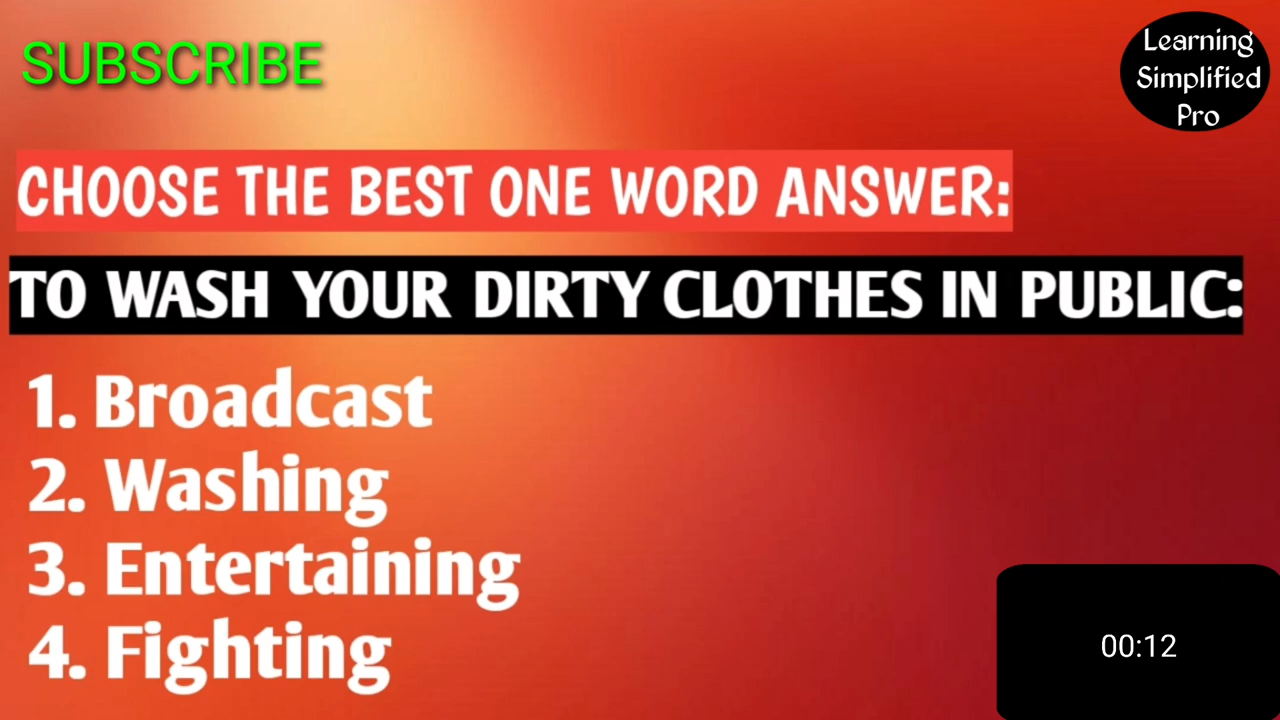 SUBSCRIBE
Learning
Simplified
Pro
CHOOSE THE BEST ONE WORD ANSWER:
TO WASH YOUR DIRTY CLOTHES IN PUBLIC:
1. Broadcast
2. Washing
3. Entertaining
4. Fighting
00:12